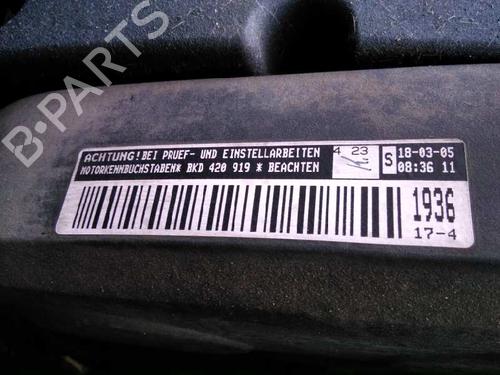 B-PARTS
ACHTUNG! BEI PRUEF- UND EINSTELLARBEITEN
MOTORKENNBUCHSTABEN* BKD 420 919 * BEACHTEN
4 23
S
18-03-05
08:36 11
1936
17-4